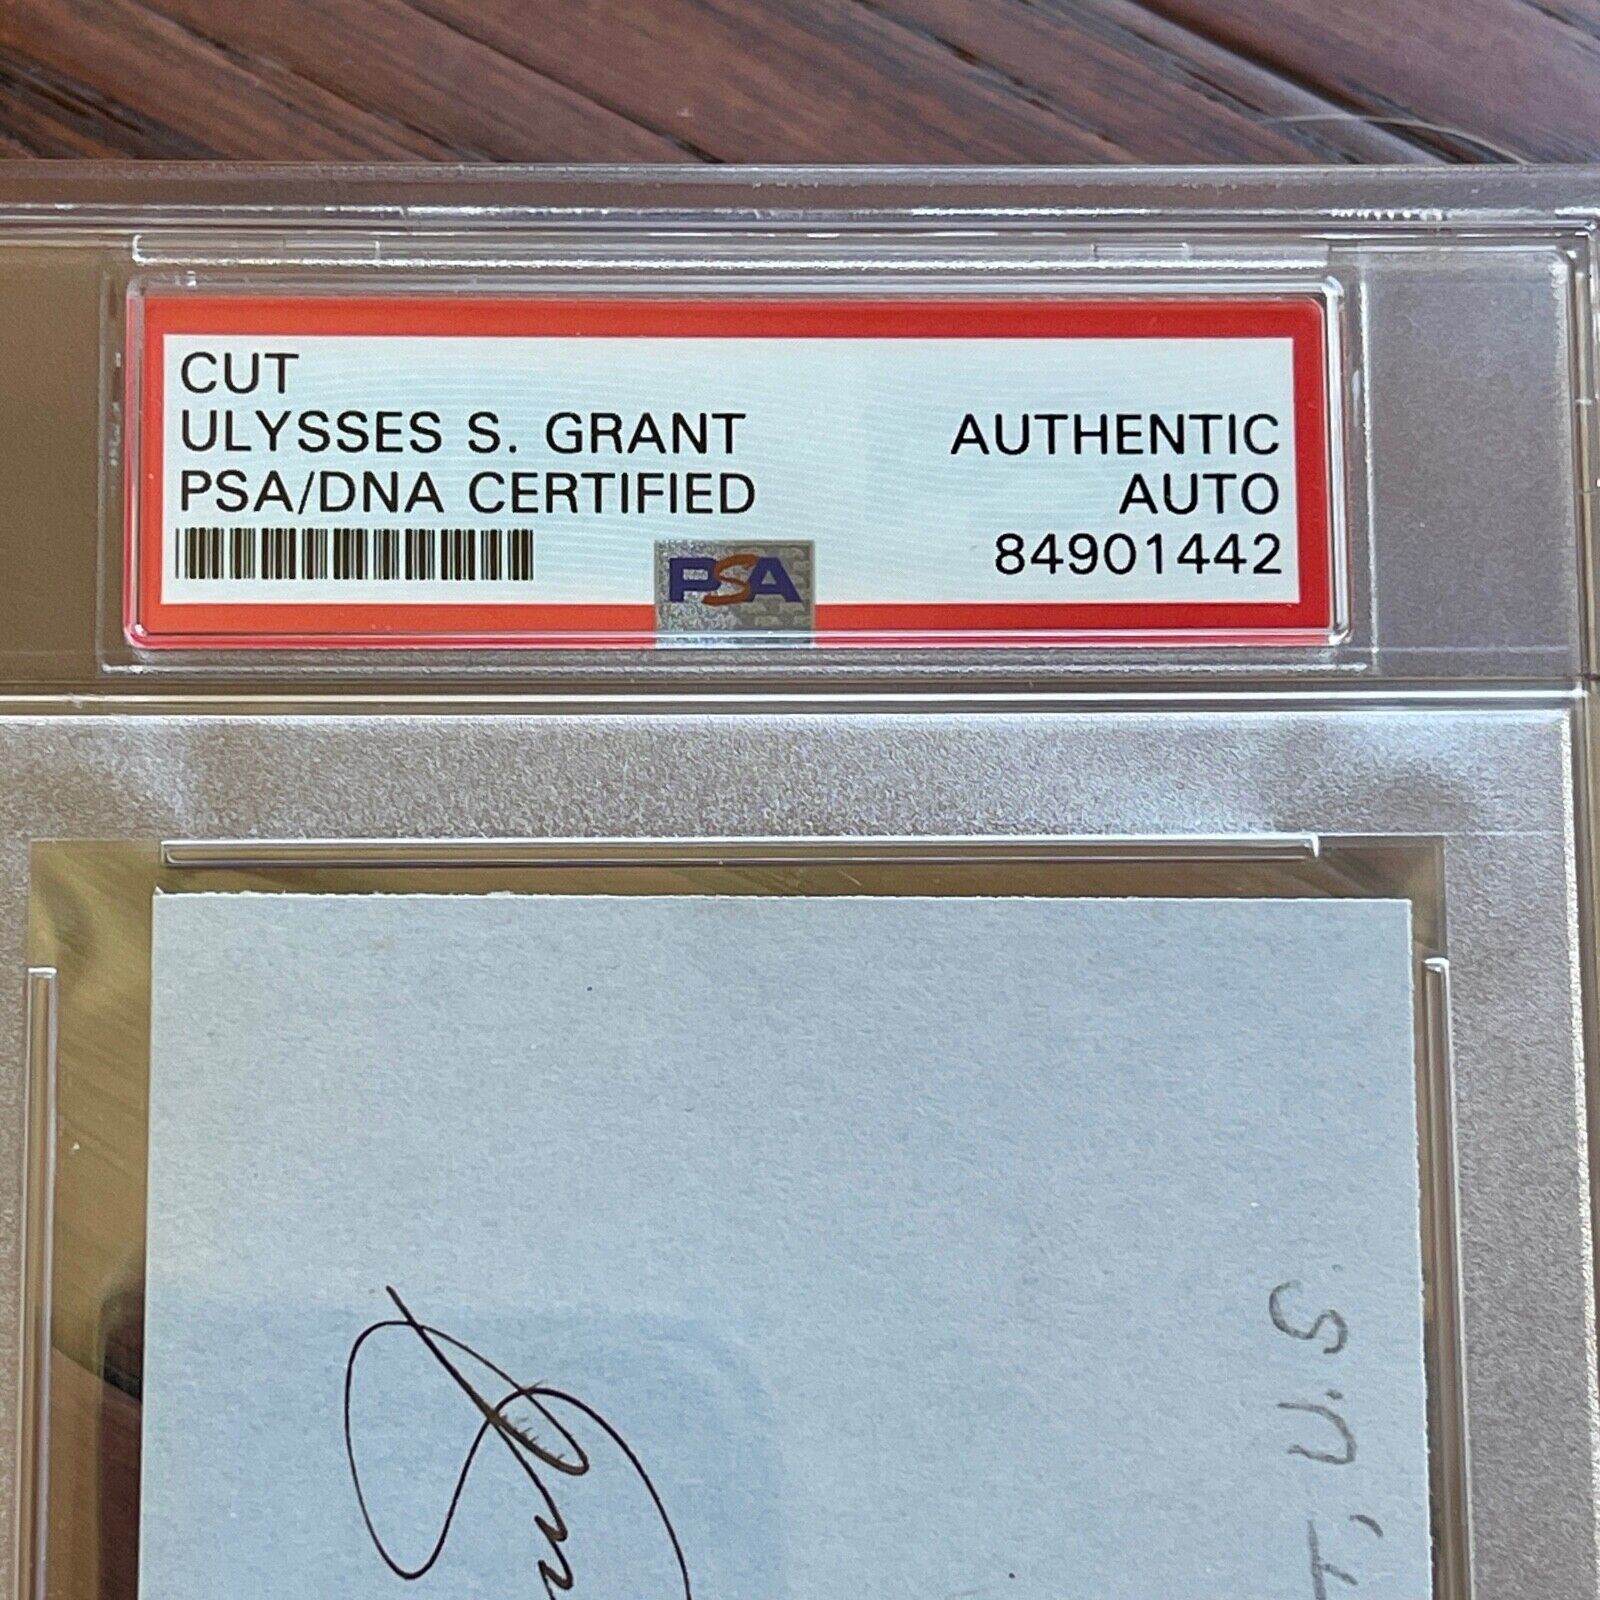 CUT
ULYSSES S. GRANT
PSA/DNA CERTIFIED
AUTHENTIC
AUTO
84901442
PSA
T, U.S.